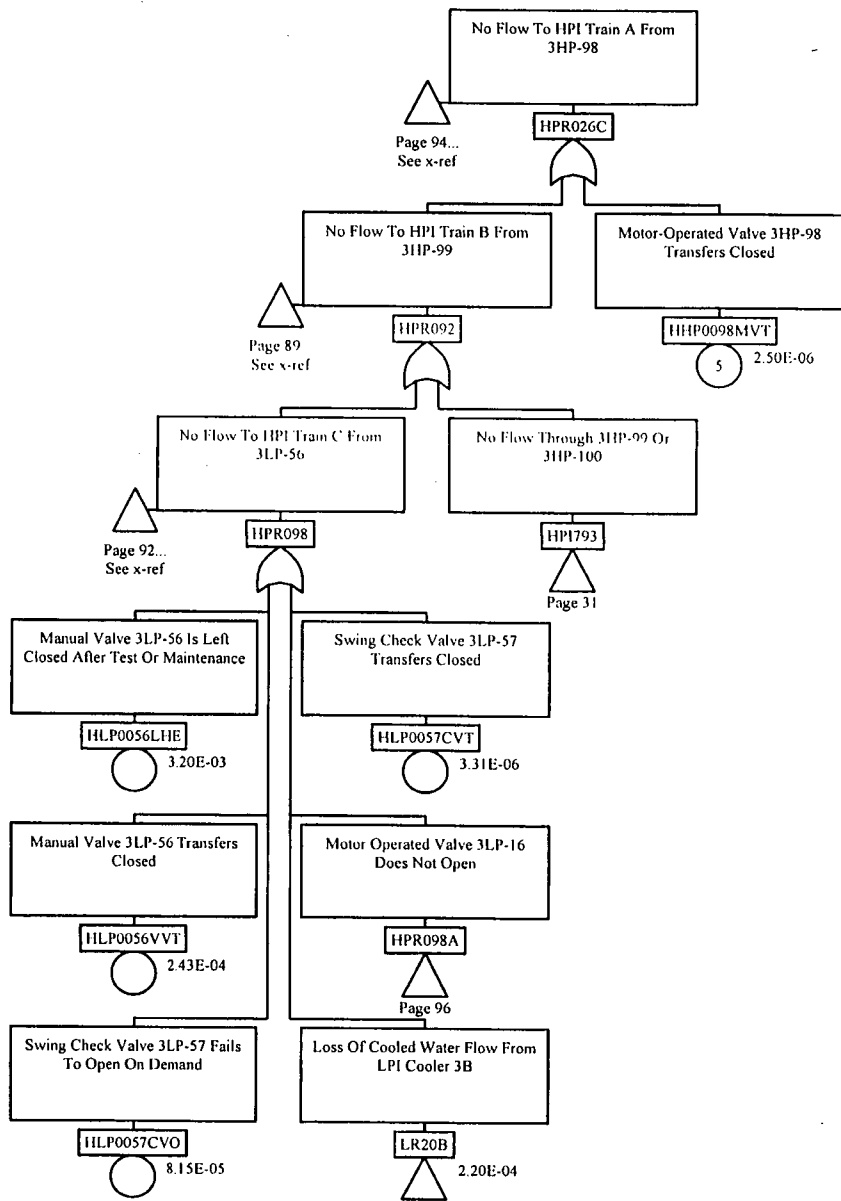 No Flow To HPI Train A From
3HP-98
Page 94...
See x-ref
HPR026C
No Flow To HPI Train B From
3HP-99
Motor-Operated Valve 3HP-98
Transfers Closed
Page 89
See x-ref
HPR092
HHP0098MVT
5
2.50E-06
No Flow To HPI Train C From
3LP-56
No Flow Through 3HP-99 Or
3HP-100
Page 92...
See x-ref
HPR098
HPI793
Page 31
Manual Valve 3LP-56 Is Left
Closed After Test Or Maintenance
Swing Check Valve 3LP-57
Transfers Closed
HLP0056LHE
3.20E-03
HLP0057CVT
3.31E-06
Manual Valve 3LP-56 Transfers
Closed
Motor Operated Valve 3LP-16
Does Not Open
HLP0056VVT
2.43E-04
HPR098A
Page 96
Swing Check Valve 3LP-57 Fails
To Open On Demand
Loss Of Cooled Water Flow From
LPI Cooler 3B
HLP0057CVO
8.15E-05
LR20B
2.20E-04